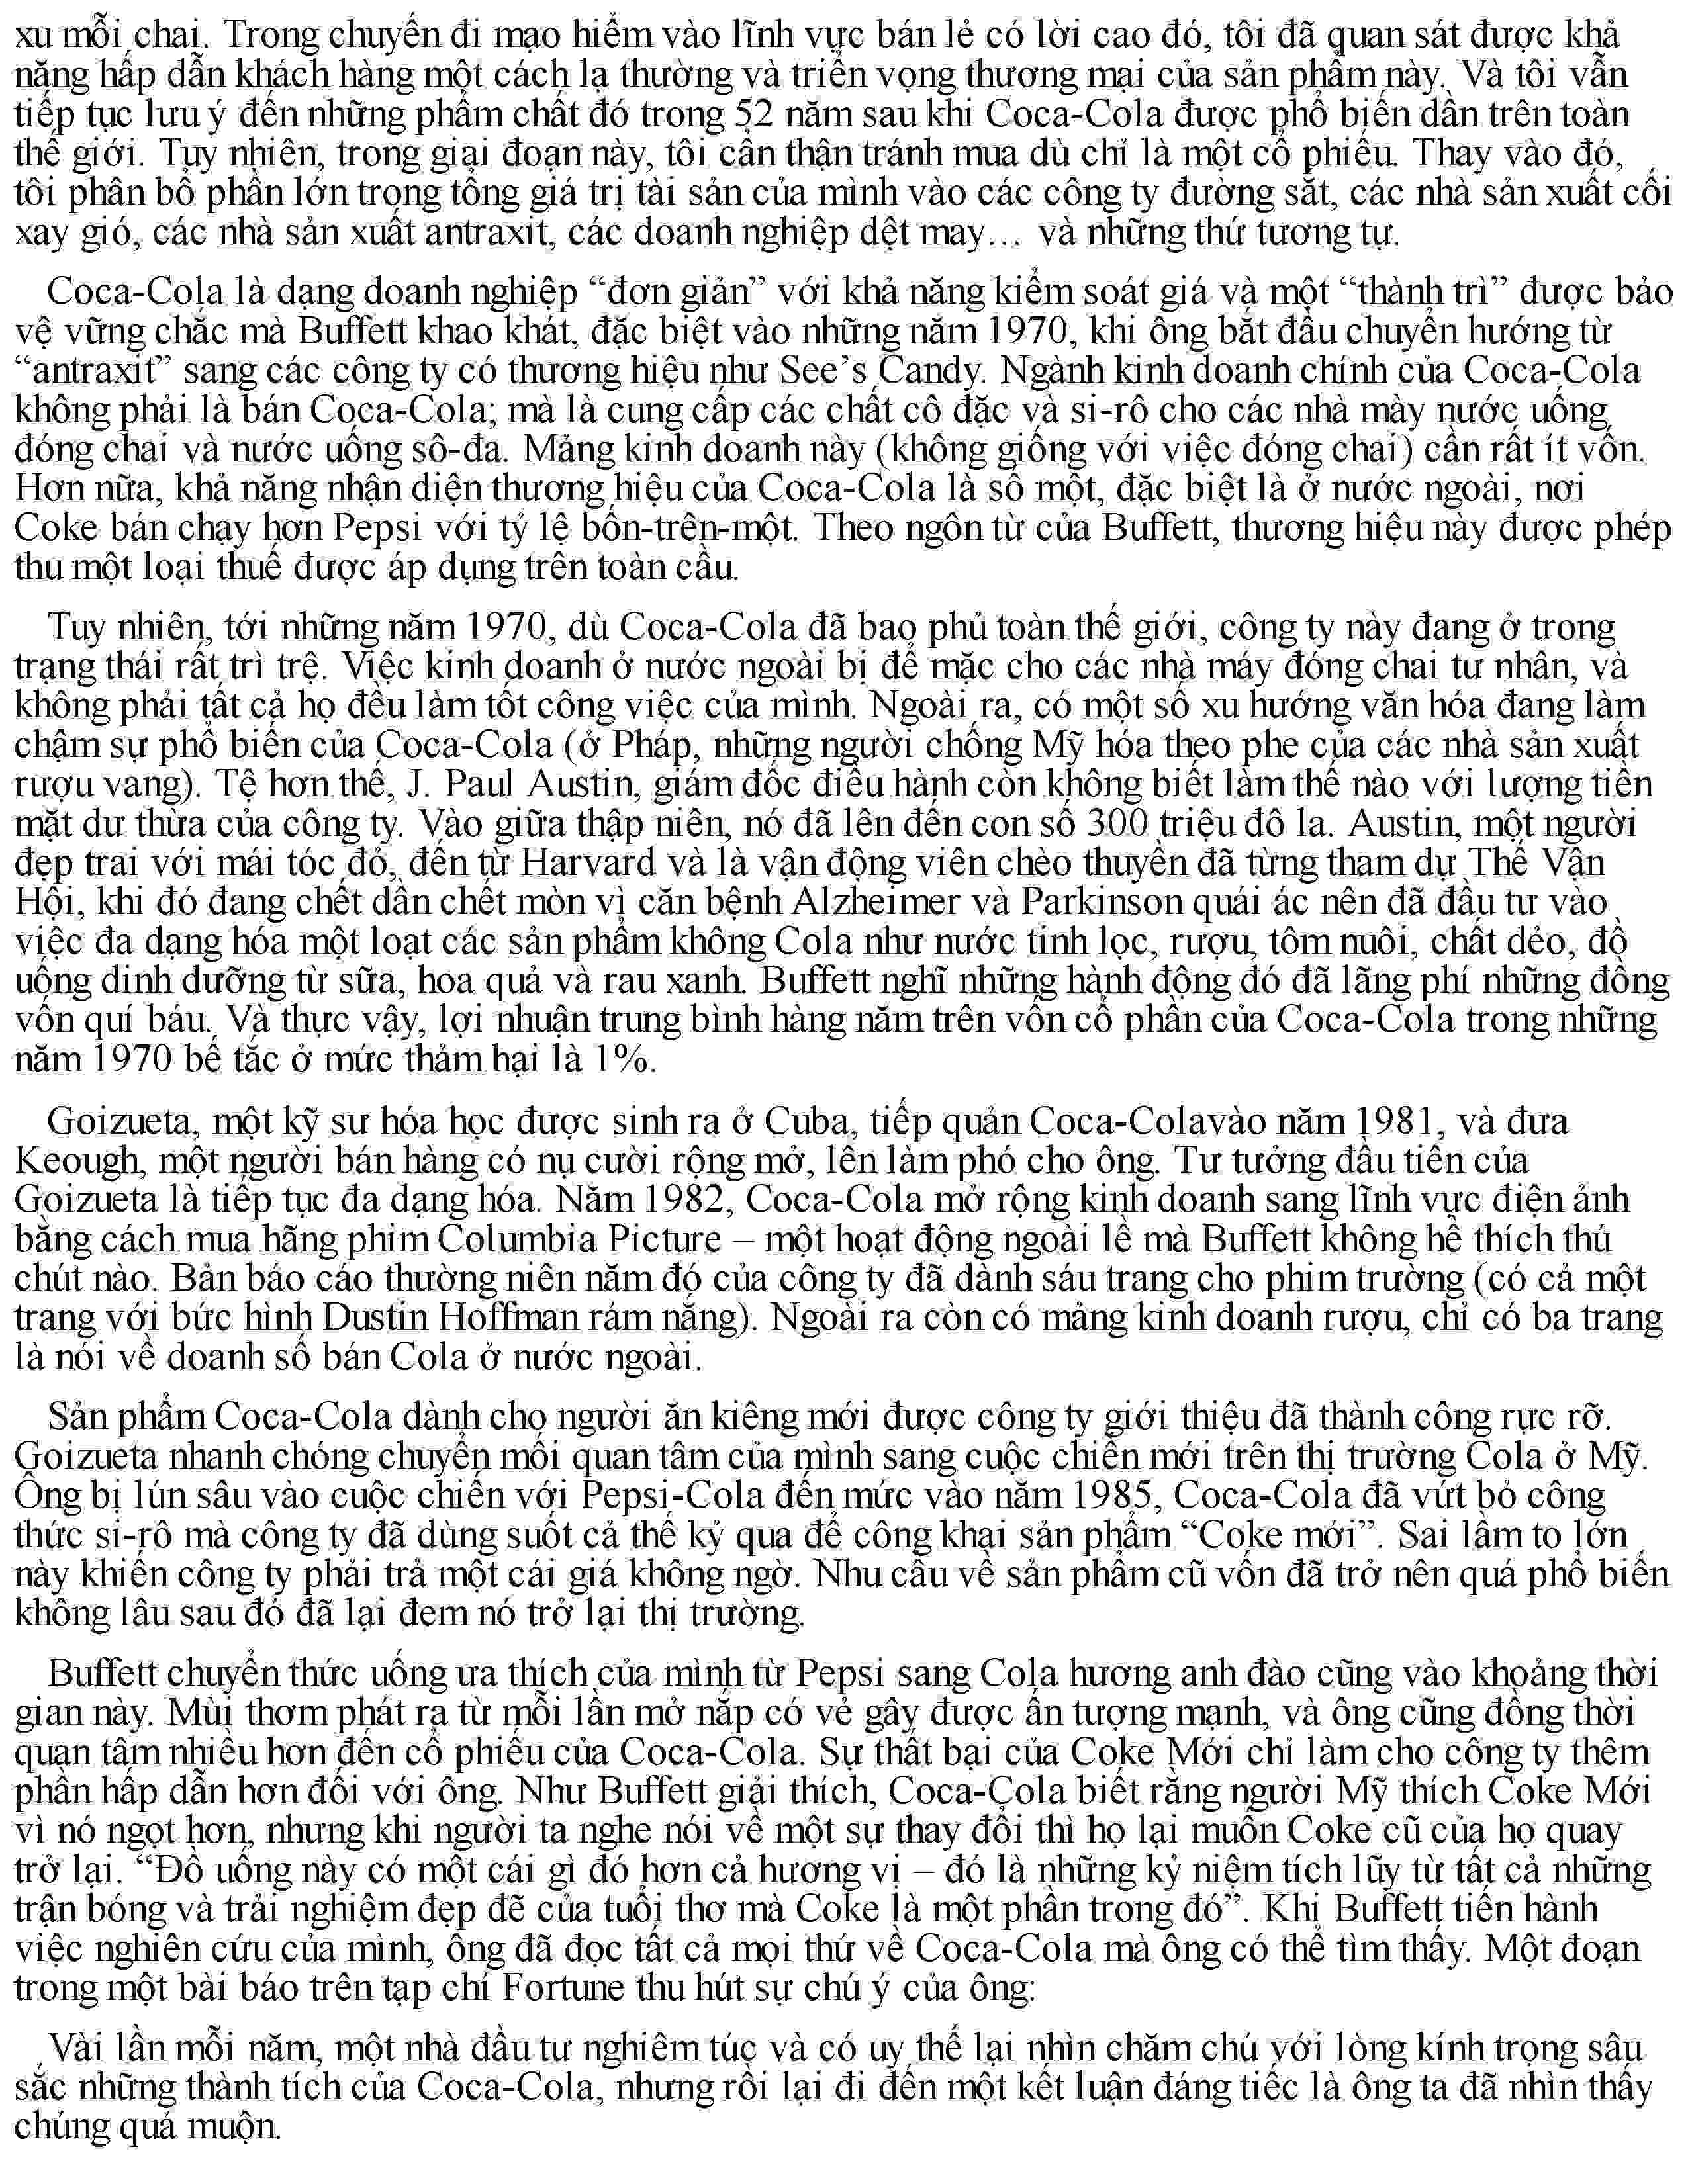 xu mỗi chai. Trong chuyến đi mạo hiểm vào lĩnh vực bán lẻ có lời cao đó, tôi đã quan sát được khả
năng hấp dẫn khách hàng một cách lạ thường và triển vọng thương mại của sản phẩm này. Và tôi vẫn
tiếp tục lưu ý đến những phẩm chất đó trong 52 năm sau khi Coca-Cola được phổ biến dần trên toàn
thế giới. Tuy nhiên, trong giai đoạn này, tôi cẩn thận tránh mua dù chỉ là một cổ phiếu. Thay vào đó,
tôi phân bổ phần lớn trong tổng giá trị tài sản của mình vào các công ty đường sắt, các nhà sản xuất cối
xay gió, các nhà sản xuất antraxit, các doanh nghiệp dệt may… và những thứ tương tự.
Coca-Cola là dạng doanh nghiệp “đơn giản” với khả năng kiểm soát giá và một “thành trì” được bảo
vệ vững chắc mà Buffett khao khát, đặc biệt vào những năm 1970, khi ông bắt đầu chuyển hướng từ
“antraxit” sang các công ty có thương hiệu như See’s Candy. Ngành kinh doanh chính của Coca-Cola
không phải là bán Coca-Cola; mà là cung cấp các chất cô đặc và si-rô cho các nhà mày nước uống
đóng chai và nước uống sô-đa. Mảng kinh doanh này (không giống với việc đóng chai) cần rất ít vốn.
Hơn nữa, khả năng nhận diện thương hiệu của Coca-Cola là số một, đặc biệt là ở nước ngoài, nơi
Coke bán chạy hơn Pepsi với tỷ lệ bốn-trên-một. Theo ngôn từ của Buffett, thương hiệu này được phép
thu một loại thuế được áp dụng trên toàn cầu.
Tuy nhiên, tới những năm 1970, dù Coca-Cola đã bao phủ toàn thế giới, công ty này đang ở trong
trạng thái rất trì trệ. Việc kinh doanh ở nước ngoài bị để mặc cho các nhà máy đóng chai tư nhân, và
không phải tất cả họ đều làm tốt công việc của mình. Ngoài ra, có một số xu hướng văn hóa đang làm
chậm sự phổ biến của Coca-Cola (ở Pháp, những người chống Mỹ hóa theo phe của các nhà sản xuất
rượu vang). Tệ hơn thế, J. Paul Austin, giám đốc điều hành còn không biết làm thế nào với lượng tiền
mặt dư thừa của công ty. Vào giữa thập niên, nó đã lên đến con số 300 triệu đô la. Austin, một người
đẹp trai với mái tóc đỏ, đến từ Harvard và là vận động viên chèo thuyền đã từng tham dự Thế Vận
Hội, khi đó đang chết dần chết mòn vì căn bệnh Alzheimer và Parkinson quái ác nên đã đầu tư vào
việc đa dạng hóa một loạt các sản phẩm không Cola như nước tinh lọc, rượu, tôm nuôi, chất dẻo, đồ
uống dinh dưỡng từ sữa, hoa quả và rau xanh. Buffett nghĩ những hành động đó đã lãng phí những đồng
vốn quí báu. Và thực vậy, lợi nhuận trung bình hàng năm trên vốn cổ phần của Coca-Cola trong những
năm 1970 bế tắc ở mức thảm hại là 1%.
Goizueta, một kỹ sư hóa học được sinh ra ở Cuba, tiếp quản Coca-Colavào năm 1981, và đưa
Keough, một người bán hàng có nụ cười rộng mở, lên làm phó cho ông. Tư tưởng đầu tiên của
Goizueta là tiếp tục đa dạng hóa. Năm 1982, Coca-Cola mở rộng kinh doanh sang lĩnh vực điện ảnh
bằng cách mua hãng phim Columbia Picture – một hoạt động ngoài lề mà Buffett không hề thích thú
chút nào. Bản báo cáo thường niên năm đó của công ty đã dành sáu trang cho phim trường (có cả một
trang với bức hình Dustin Hoffman rám nắng). Ngoài ra còn có mảng kinh doanh rượu, chỉ có ba trang
là nói về doanh số bán Cola ở nước ngoài.
Sản phẩm Coca-Cola dành cho người ăn kiêng mới được công ty giới thiệu đã thành công rực rỡ.
Goizueta nhanh chóng chuyển mối quan tâm của mình sang cuộc chiến mới trên thị trường Cola ở Mỹ.
Ông bị lún sâu vào cuộc chiến với Pepsi-Cola đến mức vào năm 1985, Coca-Cola đã vứt bỏ công
thức si-rô mà công ty đã dùng suốt cả thế kỷ qua để công khai sản phẩm “Coke mới”. Sai lầm to lớn
này khiến công ty phải trả một cái giá không ngờ. Nhu cầu về sản phẩm cũ vốn đã trở nên quá phổ biến
không lâu sau đó đã lại đem nó trở lại thị trường.
Buffett chuyển thức uống ưa thích của mình từ Pepsi sang Cola hương anh đào cũng vào khoảng thời
gian này. Mùi thơm phát ra từ mỗi lần mở nắp có vẻ gây được ấn tượng mạnh, và ông cũng đồng thời
quan tâm nhiều hơn đến cổ phiếu của Coca-Cola. Sự thất bại của Coke Mới chỉ làm cho công ty thêm
phần hấp dẫn hơn đối với ông. Như Buffett giải thích, Coca-Cola biết rằng người Mỹ thích Coke Mới
vì nó ngọt hơn, nhưng khi người ta nghe nói về một sự thay đổi thì họ lại muốn Coke cũ của họ quay
trở lại. “Đồ uống này có một cái gì đó hơn cả hương vị – đó là những kỷ niệm tích lũy từ tất cả những
trận bóng và trải nghiệm đẹp đẽ của tuổi thơ mà Coke là một phần trong đó”. Khi Buffett tiến hành
việc nghiên cứu của mình, ông đã đọc tất cả mọi thứ về Coca-Cola mà ông có thể tìm thấy. Một đoạn
trong một bài báo trên tạp chí Fortune thu hút sự chú ý của ông:
Vài lần mỗi năm, một nhà đầu tư nghiêm túc và có uy thế lại nhìn chăm chú với lòng kính trọng sâu
sắc những thành tích của Coca-Cola, nhưng rồi lại đi đến một kết luận đáng tiếc là ông ta đã nhìn thấy
chúng quá muộn.